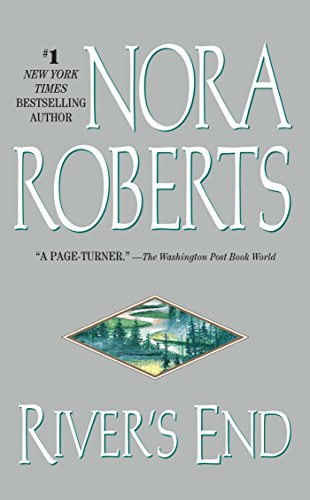 #1
NEW YORK
TIMES
BESTSELLING
AUTHOR
NORA
ROBERTS
"A PAGE-TURNER." —The Washington Post Book World
RIVER'S END